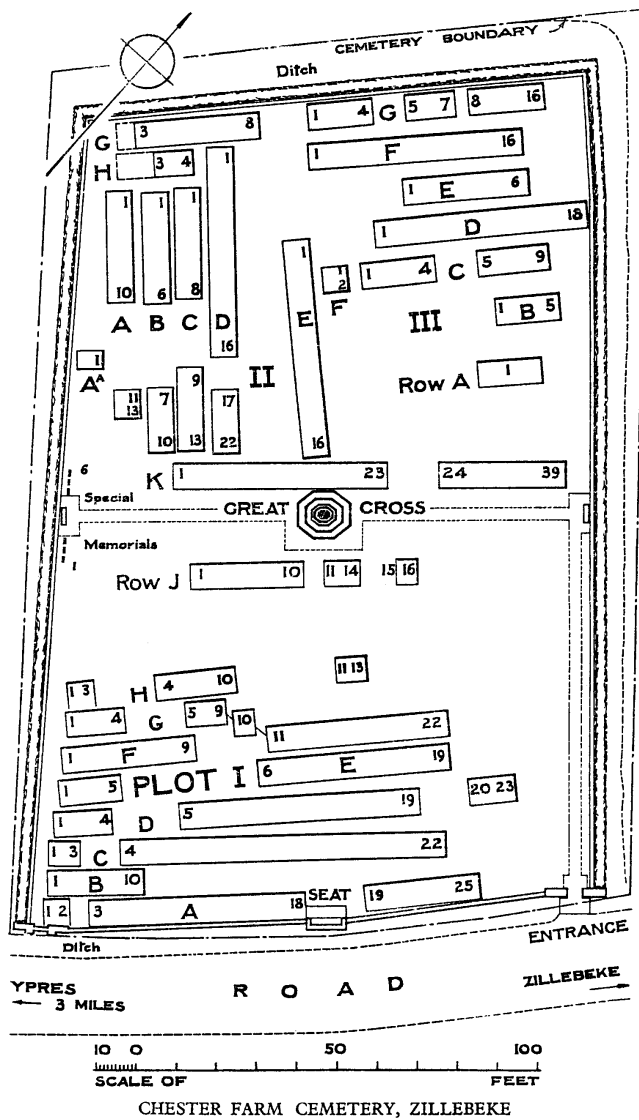 CEMETERY BOUNDARY
Ditch
1 4 G 5 7 8 16
G 3 8
H 3 4
1 F 16
1 E 6
1 D 18
1 1 1 1
1 4 C 5 9
1 2 F
1 B 5
III
10 6 8
A B C D
16
E
1
II
Row A 1
1
AA
11 13 7 9 17
10 13 22
16
K 1 23 24 39
6
Special
GREAT CROSS
Memorials
1
Row J 1 10 11 14 15 16
1 3 H 4 10 11 13
1 4 G 5 9 10 11 22
1 F 9
6 E 19
1 5 PLOT I
20 23
1 4 D 5 19
1 3 C 4 22
1 B 10
1 2 3 A 18 SEAT 19 25
Ditch
ENTRANCE
YPRES
3 MILES
ROAD
ZILLEBEKE
10 0 50 100
SCALE OF FEET
CHESTER FARM CEMETERY, ZILLEBEKE